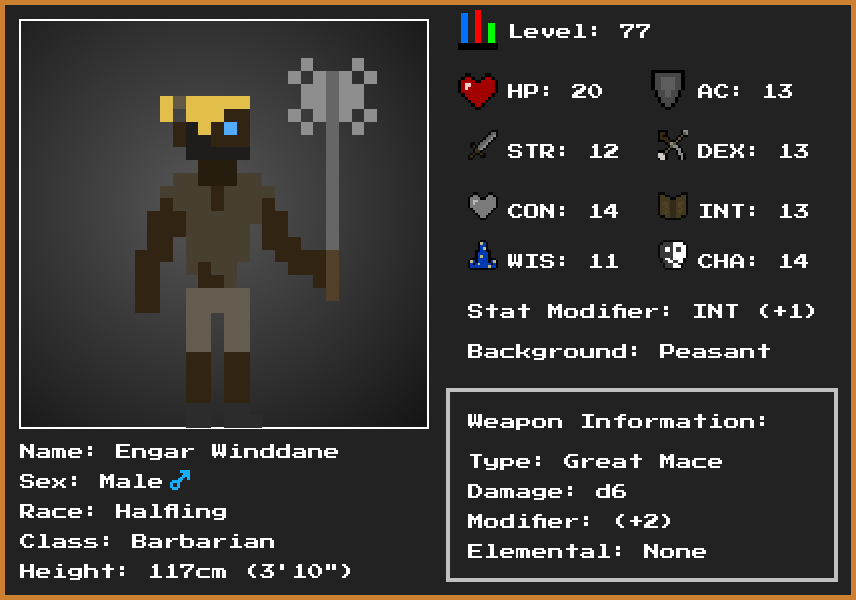 Level: 77
HP: 20
AC: 13
STR: 12
DEX: 13
CON: 14
INT: 13
WIS: 11
CHA: 14
Stat Modifier: INT (+1)
Background: Peasant
Weapon Information:
Type: Great Mace
Damage: d6
Modifier: (+2)
Elemental: None
Name: Engar Winddane
Sex: Male♂
Race: Halfling
Class: Barbarian
Height: 117cm (3'10")